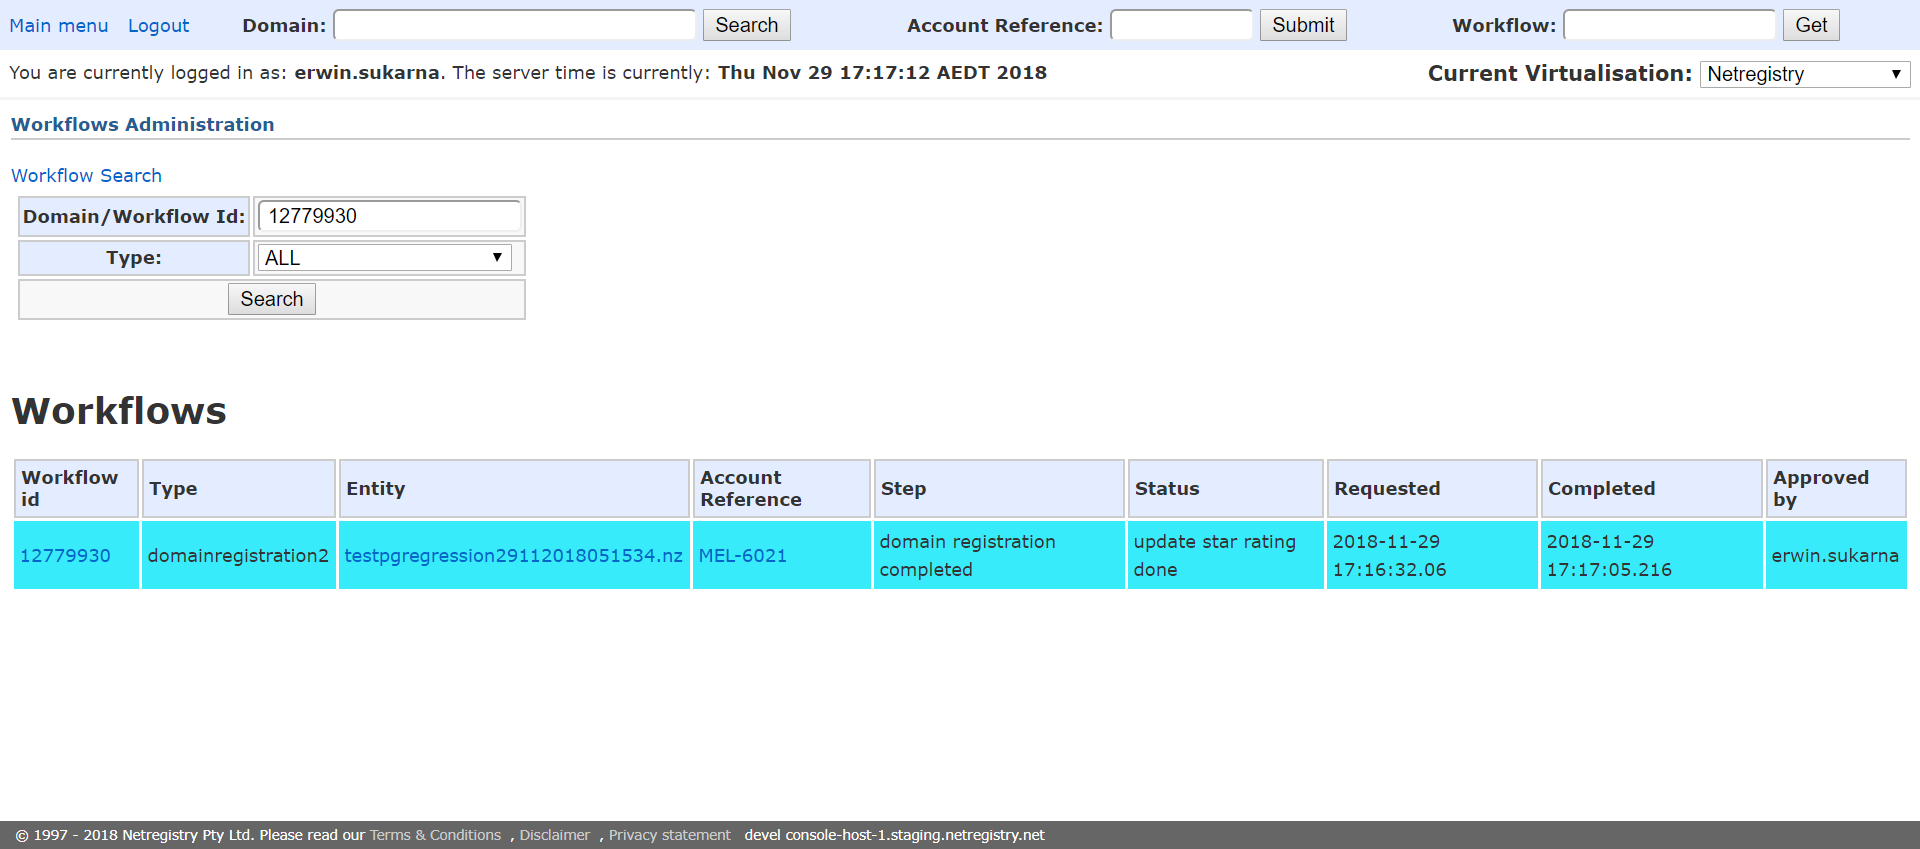 Main menu Logout Domain: Search Account Reference: Submit Workflow: Get
You are currently logged in as: erwin.sukarna. The server time is currently: Thu Nov 29 17:17:12 AEDT 2018 Current Virtualisation: Netregistry
Workflows Administration
Workflow Search
Domain/Workflow Id: 12779930
Type: ALL
Search
Workflows
Workflow id Type Entity Account Reference Step Status Requested Completed Approved by
12779930 domainregistration2 testpgregression29112018051534.nz MEL-6021 domain registration completed update star rating done 2018-11-29 17:16:32.06 2018-11-29 17:17:05.216 erwin.sukarna
© 1997 - 2018 Netregistry Pty Ltd. Please read our Terms & Conditions , Disclaimer , Privacy statement devel console-host-1.staging.netregistry.net